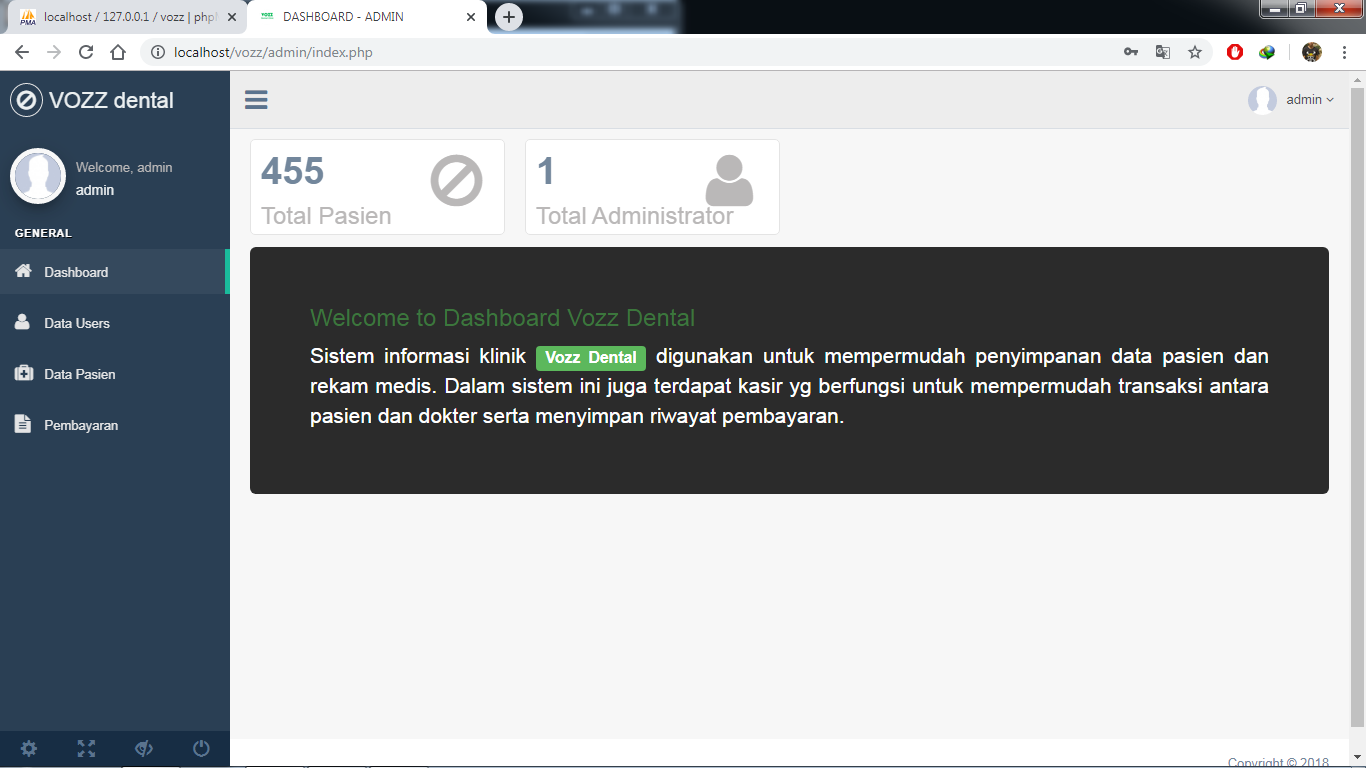 PMA
localhost / 127.0.0.1 / vozz | php
VOZZ
DASHBOARD - ADMIN
localhost/vozz/admin/index.php
VOZZ dental
admin
Welcome, admin
admin
GENERAL
Dashboard
Data Users
Data Pasien
Pembayaran
455
Total Pasien
1
Total Administrator
Welcome to Dashboard Vozz Dental
Sistem informasi klinik Vozz Dental digunakan untuk mempermudah penyimpanan data pasien dan
rekam medis. Dalam sistem ini juga terdapat kasir yg berfungsi untuk mempermudah transaksi antara
pasien dan dokter serta menyimpan riwayat pembayaran.
Copyright © 2018